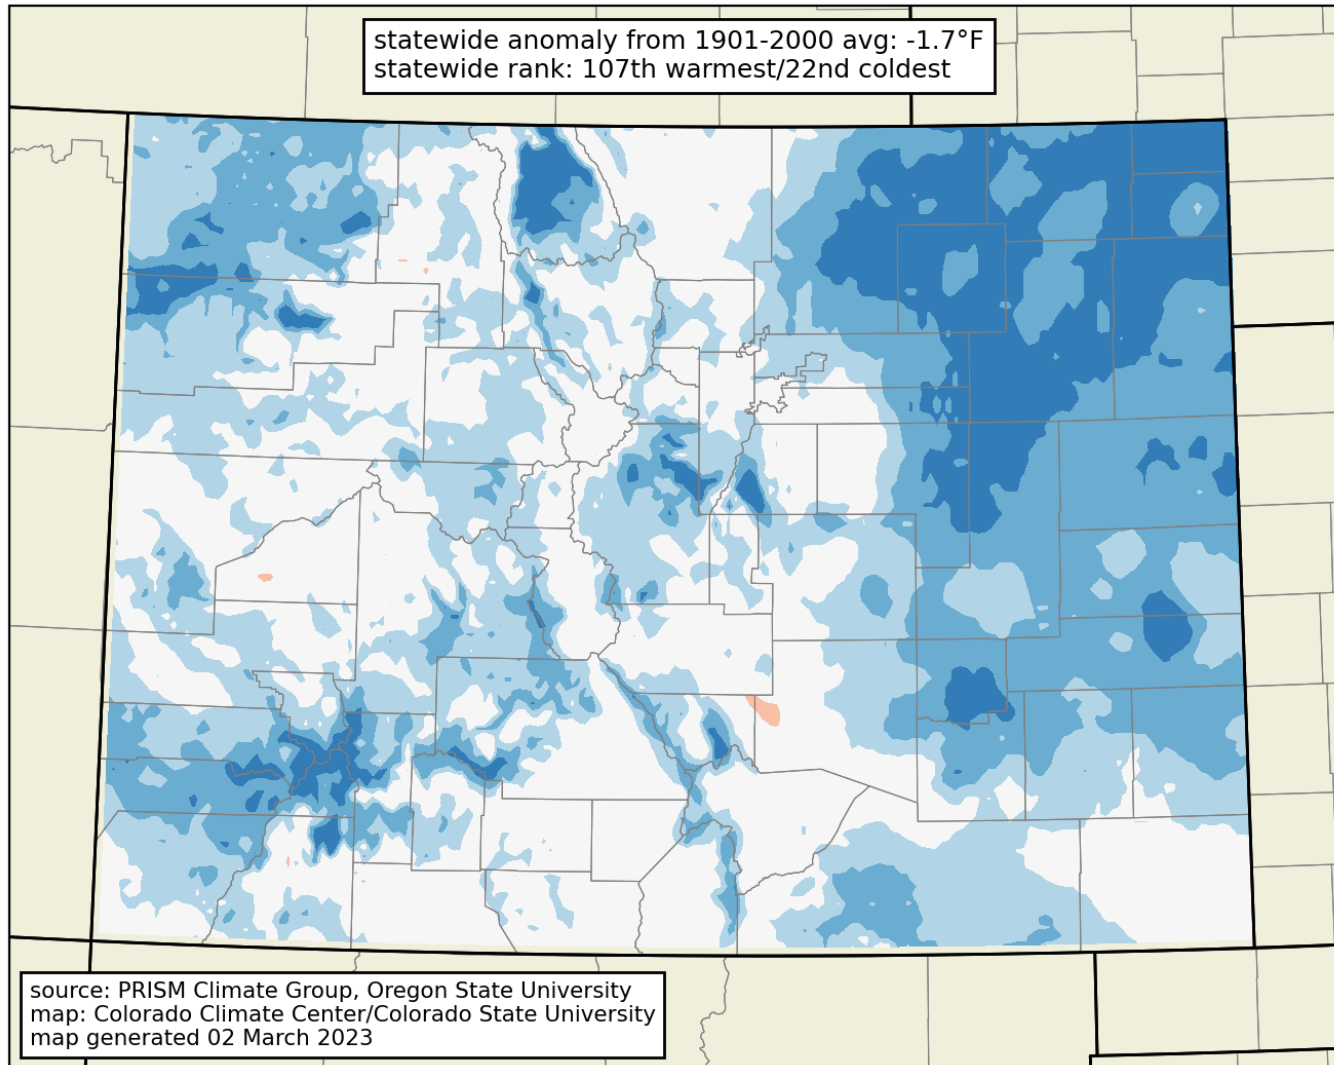 statewide anomaly from 1901-2000 avg: -1.7°F
statewide rank: 107th warmest/22nd coldest
source: PRISM Climate Group, Oregon State University
map: Colorado Climate Center/Colorado State University
map generated 02 March 2023